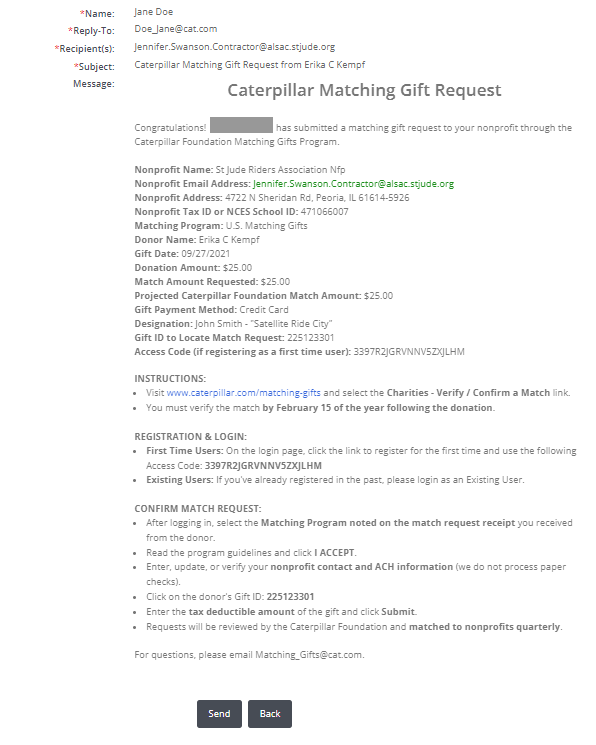 *Name: Jane Doe
*Reply-To: Doe_Jane@cat.com
*Recipient(s): Jennifer.Swanson.Contractor@alsac.stjude.org
*Subject: Caterpillar Matching Gift Request from Erika C Kempf
Message:
Caterpillar Matching Gift Request
Congratulations! has submitted a matching gift request to your nonprofit through the
Caterpillar Foundation Matching Gifts Program.
Nonprofit Name: St Jude Riders Association Nfp
Nonprofit Email Address: Jennifer.Swanson.Contractor@alsac.stjude.org
Nonprofit Address: 4722 N Sheridan Rd, Peoria, IL 61614-5926
Nonprofit Tax ID or NCES School ID: 471066007
Matching Program: U.S. Matching Gifts
Donor Name: Erika C Kempf
Gift Date: 09/27/2021
Donation Amount: $25.00
Match Amount Requested: $25.00
Projected Caterpillar Foundation Match Amount: $25.00
Gift Payment Method: Credit Card
Designation: John Smith - "Satellite Ride City"
Gift ID to Locate Match Request: 225123301
Access Code (if registering as a first time user): 3397R2JGRVNNV5ZXJLHM
INSTRUCTIONS:
• Visit www.caterpillar.com/matching-gifts and select the Charities - Verify / Confirm a Match link.
• You must verify the match by February 15 of the year following the donation.
REGISTRATION & LOGIN:
• First Time Users: On the login page, click the link to register for the first time and use the following
Access Code: 3397R2JGRVNNV5ZXJLHM
• Existing Users: If you've already registered in the past, please login as an Existing User.
CONFIRM MATCH REQUEST:
• After logging in, select the Matching Program noted on the match request receipt you received
from the donor.
• Read the program guidelines and click I ACCEPT.
• Enter, update, or verify your nonprofit contact and ACH information (we do not process paper
checks).
• Click on the donor's Gift ID: 225123301
• Enter the tax deductible amount of the gift and click Submit.
• Requests will be reviewed by the Caterpillar Foundation and matched to nonprofits quarterly.
For questions, please email Matching_Gifts@cat.com.
Send Back